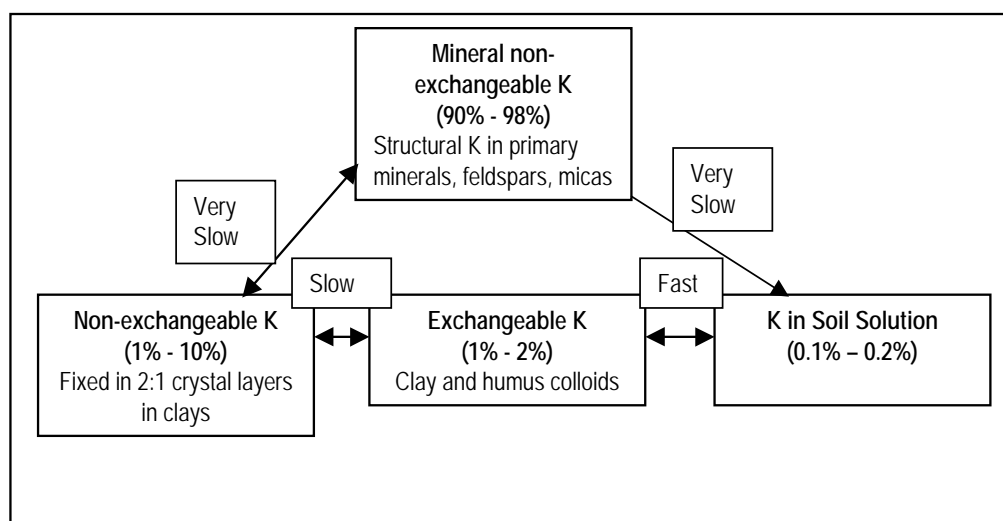 Mineral non-
exchangeable K
(90% - 98%)
Structural K in primary
minerals, feldspars, micas
Very
Slow
Very
Slow
Slow
Fast
Non-exchangeable K
(1% - 10%)
Fixed in 2:1 crystal layers
in clays
Exchangeable K
(1% - 2%)
Clay and humus colloids
K in Soil Solution
(0.1% – 0.2%)